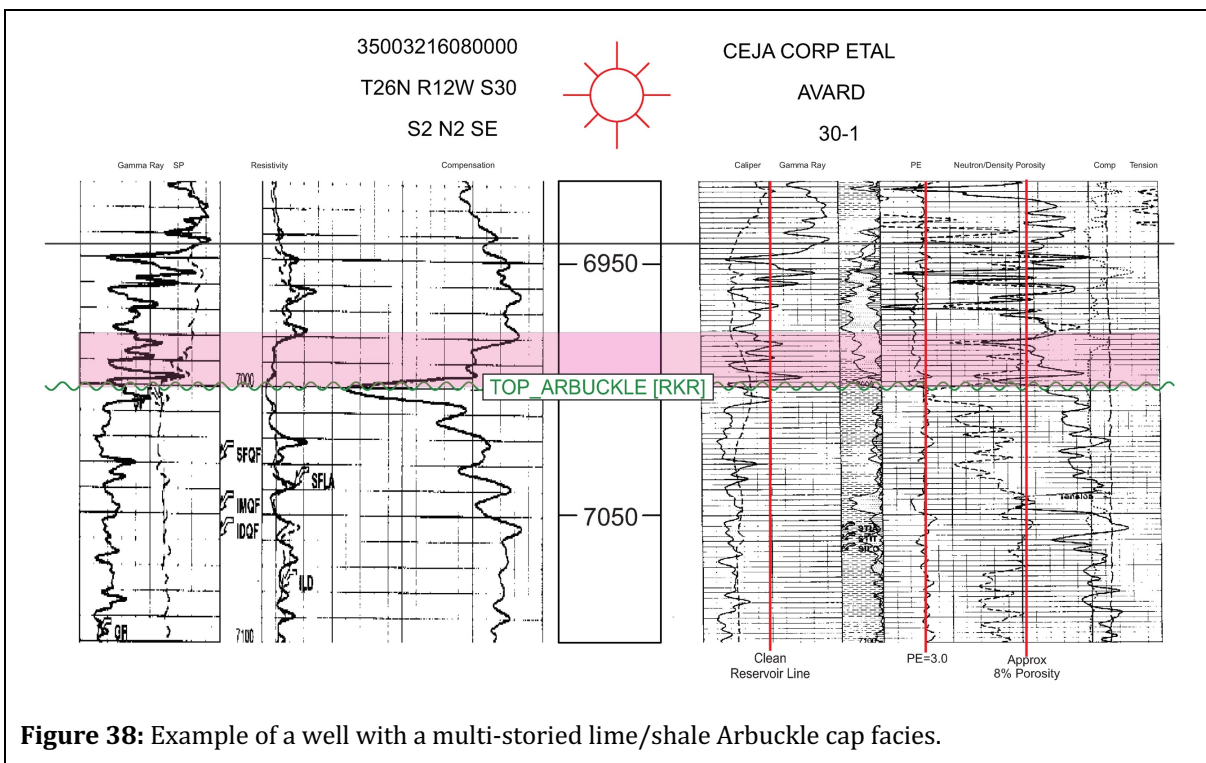 35003216080000
T26N R12W S30
S2 N2 SE
CEJA CORP ETAL
AVARD
30-1
Gamma Ray SP Resistivity Compensation Caliper Gamma Ray PE Neutron/Density Porosity Comp Tension
6950
7000
TOP_ARBUCKLE [RKR]
SFQF
SFLA
IMQF
Tension
IDQF
7050
ILD
GR
7100
7100
Clean
Reservoir Line
PE=3.0
Approx
8% Porosity
Figure 38: Example of a well with a multi-storied lime/shale Arbuckle cap facies.